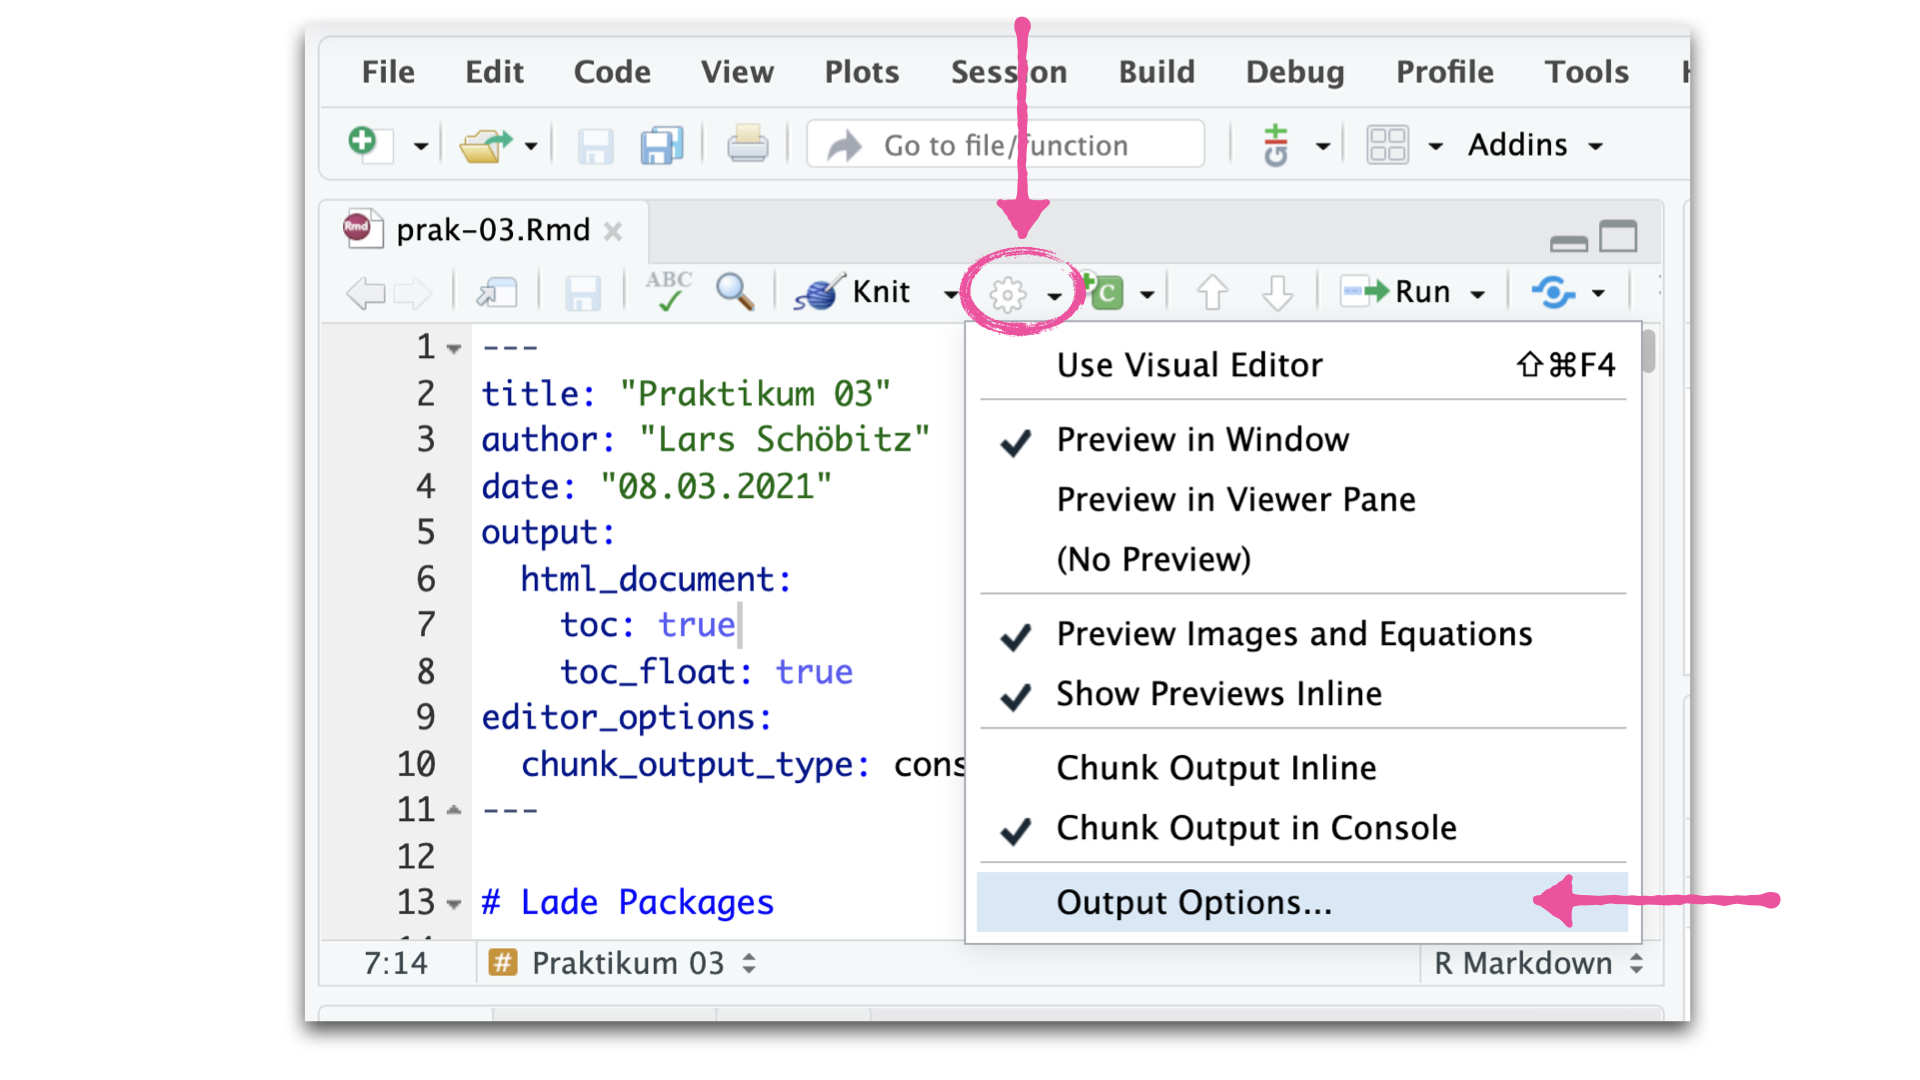 File Edit Code View Plots Session Build Debug Profile Tools
Go to file/function Addins
prak-03.Rmd
ABC Knit C Run
1 ---
2 title: "Praktikum 03"
3 author: "Lars Schöbitz"
4 date: "08.03.2021"
5 output:
6 html_document:
7 toc: true
8 toc_float: true
9 editor_options:
10 chunk_output_type: cons
11 ---
12
13 # Lade Packages
Use Visual Editor ⇧⌘F4
Preview in Window
Preview in Viewer Pane
(No Preview)
Preview Images and Equations
Show Previews Inline
Chunk Output Inline
Chunk Output in Console
Output Options...
7:14 # Praktikum 03 R Markdown